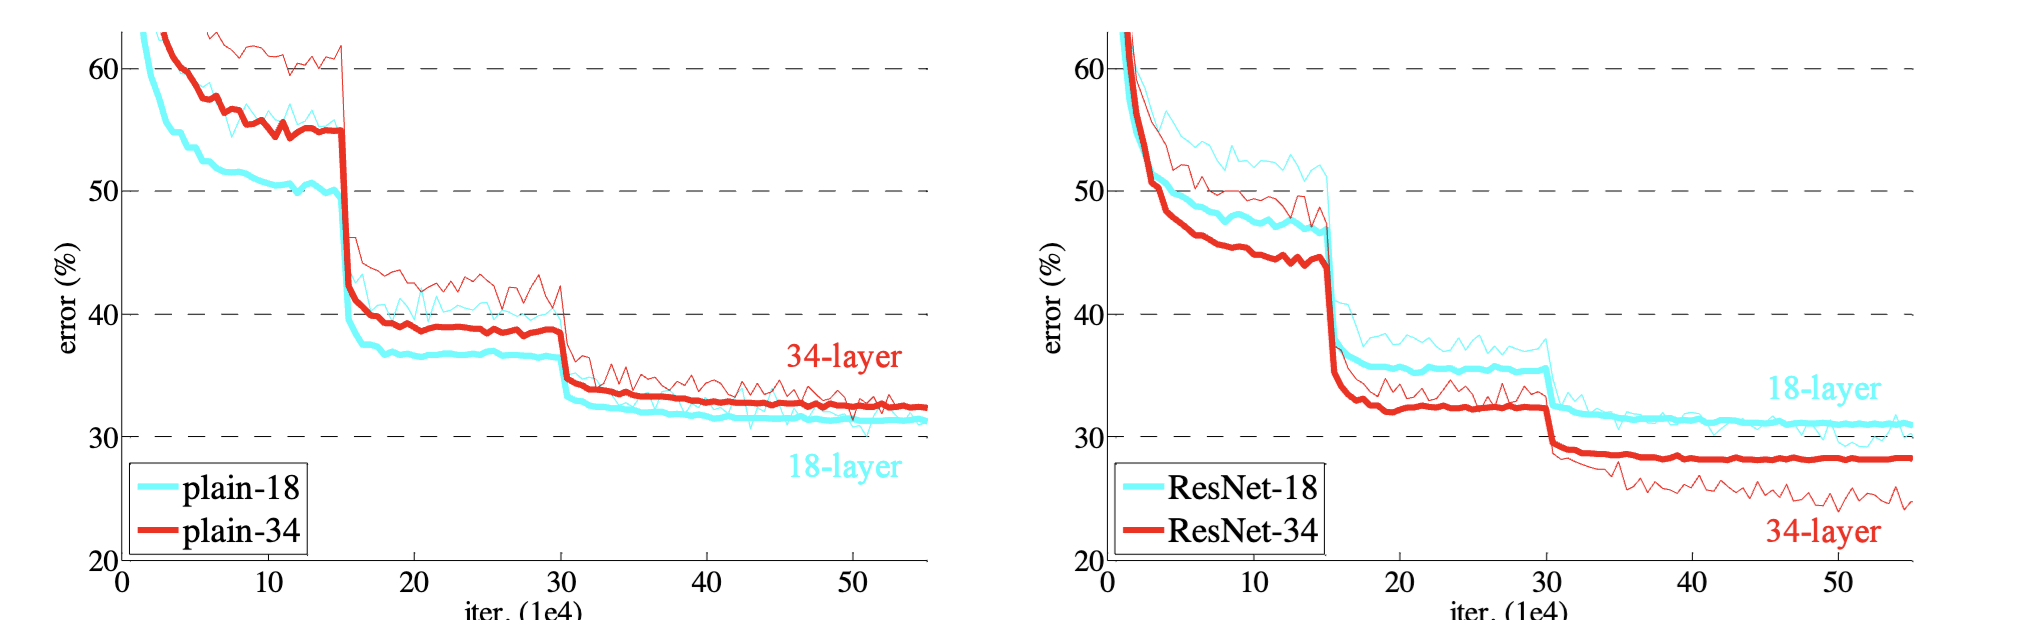 60
50
40
30
20
error (%)
0 10 20 30 40 50
iter. (1e4)
34-layer
18-layer
plain-18
plain-34
60
50
40
30
20
error (%)
0 10 20 30 40 50
iter. (1e4)
18-layer
34-layer
ResNet-18
ResNet-34